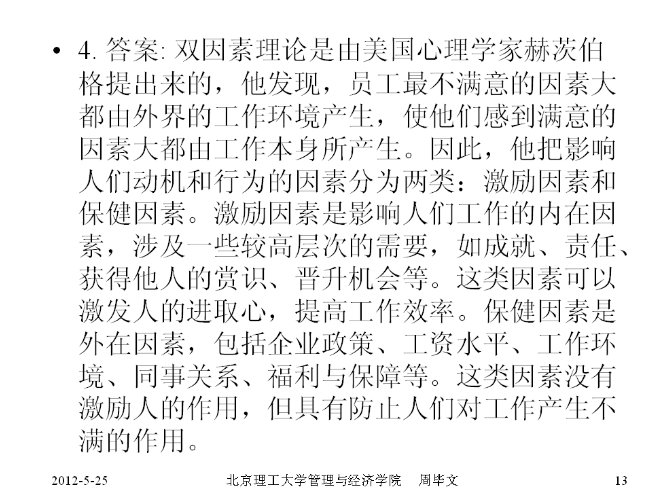 • 4. 答案: 双因素理论是由美国心理学家赫茨伯
格提出来的，他发现，员工最不满意的因素大
都由外界的工作环境产生，使他们感到满意的
因素大都由工作本身所产生。因此，他把影响
人们动机和行为的因素分为两类：激励因素和
保健因素。激励因素是影响人们工作的内在因
素，涉及一些较高层次的需要，如成就、责任、
获得他人的赏识、晋升机会等。这类因素可以
激发人的进取心，提高工作效率。保健因素是
外在因素，包括企业政策、工资水平、工作环
境、同事关系、福利与保障等。这类因素没有
激励人的作用，但具有防止人们对工作产生不
满的作用。
2012-5-25 北京理工大学管理与经济学院 周毕文 13